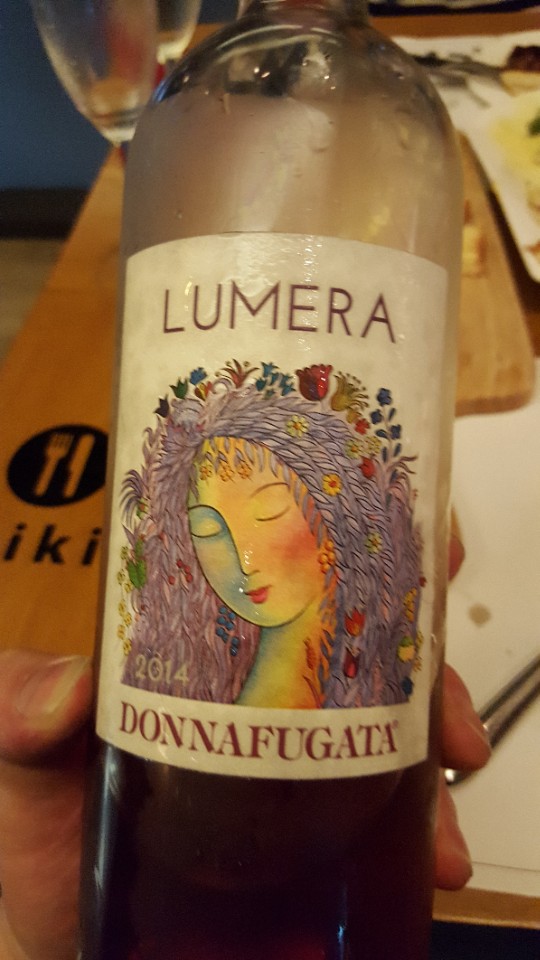 LUMERA
2014
DONNAFUGATA®
iki